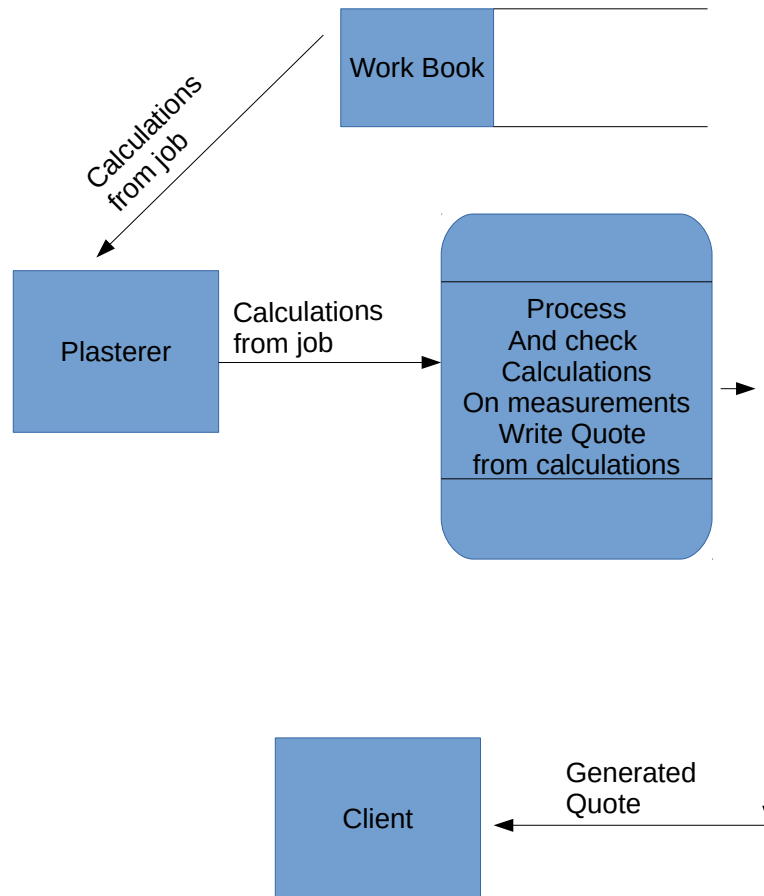 Work Book
Calculations
from job
Plasterer
Calculations
from job
Process
And check
Calculations
On measurements
Write Quote
from calculations
Client
Generated
Quote